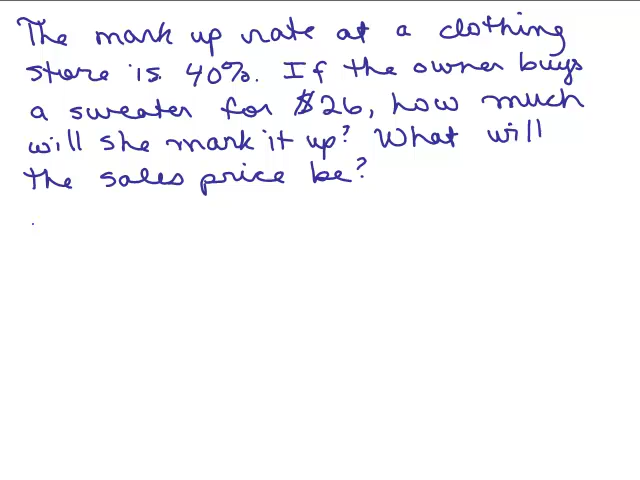 The mark up rate at a clothing
store is 40%. If the owner buys
a sweater for $26, how much
will she mark it up? What will
the sales price be?